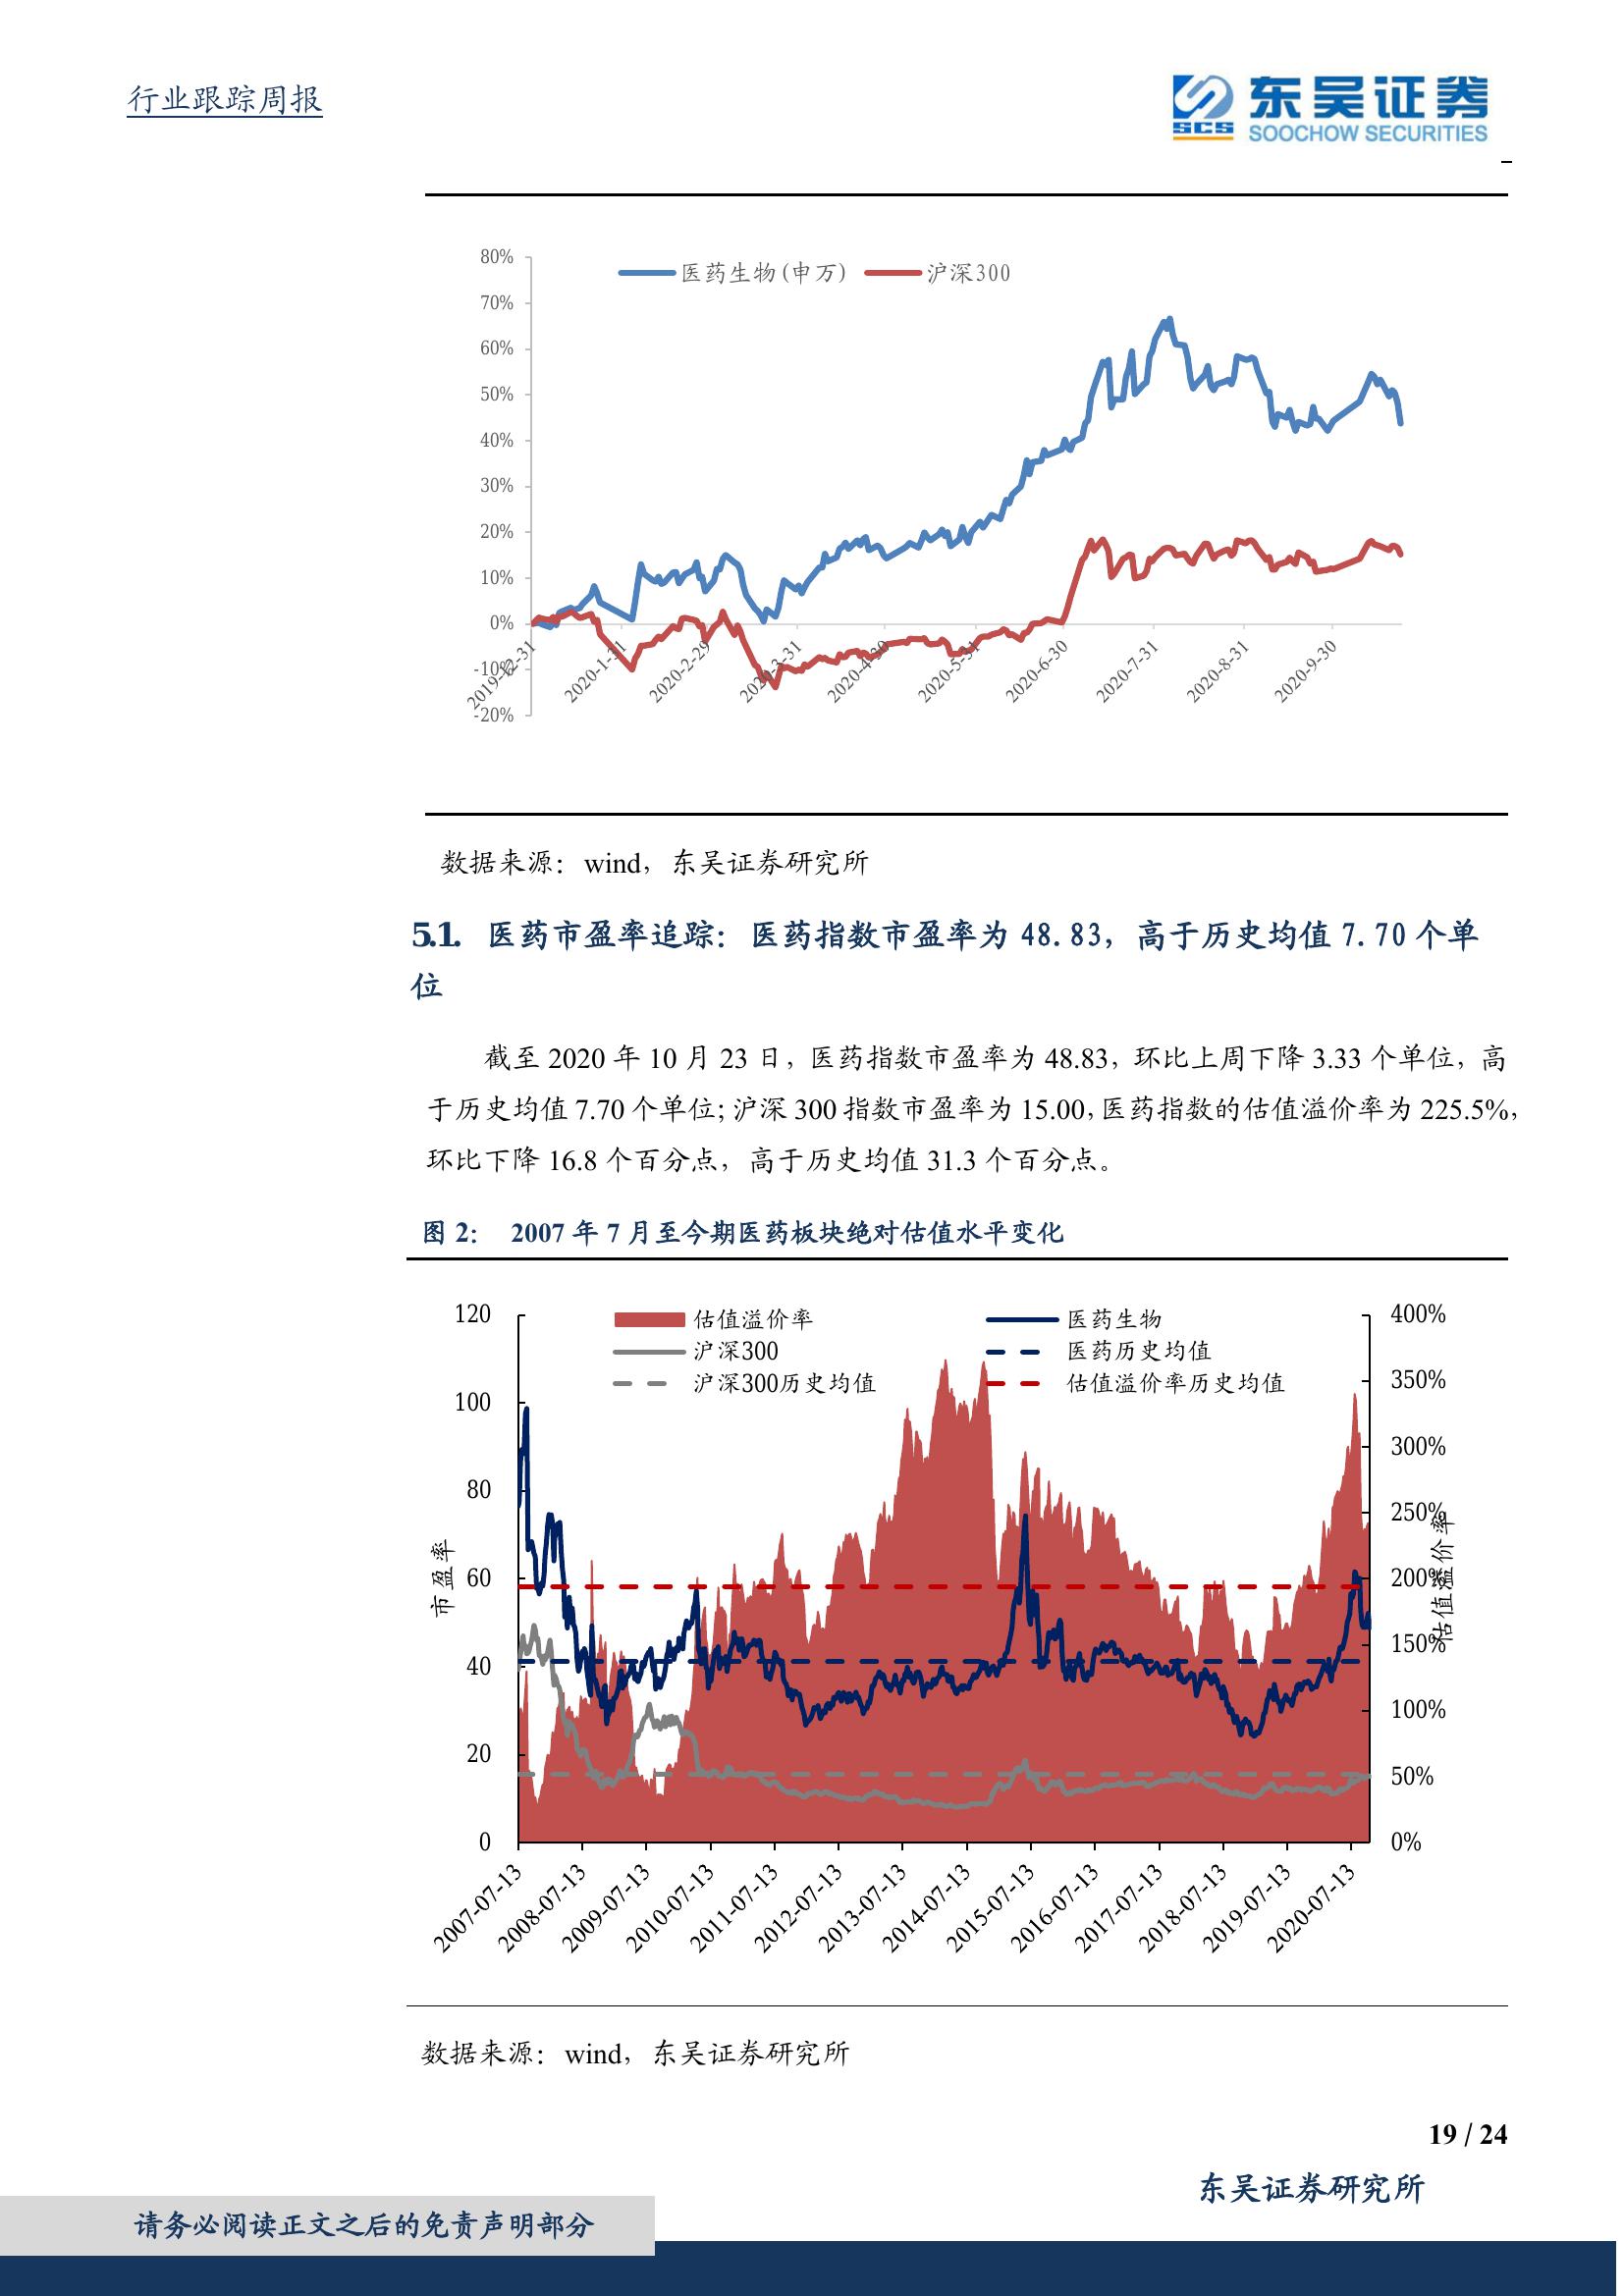 行业跟踪周报
SCS
东吴证券
SOOCHOW SECURITIES
医药生物(申万)
沪深300
80%
70%
60%
50%
40%
30%
20%
10%
0%
-10%
-20%
2019-12-31
2020-1-31
2020-2-29
2020-3-31
2020-4-30
2020-5-31
2020-6-30
2020-7-31
2020-8-31
2020-9-30
数据来源：wind，东吴证券研究所
5.1. 医药市盈率追踪：医药指数市盈率为 48.83，高于历史均值 7.70 个单
位
截至 2020 年 10 月 23 日，医药指数市盈率为 48.83，环比上周下降 3.33 个单位，高
于历史均值 7.70 个单位；沪深 300 指数市盈率为 15.00，医药指数的估值溢价率为 225.5%，
环比下降 16.8 个百分点，高于历史均值 31.3 个百分点。
图 2： 2007 年 7 月至今期医药板块绝对估值水平变化
估值溢价率
医药生物
沪深300
医药历史均值
沪深300历史均值
估值溢价率历史均值
市盈率
120
100
80
60
40
20
0
400%
350%
300%
250%
200%
150%
100%
50%
0%
估值溢价率
2007-07-13
2008-07-13
2009-07-13
2010-07-13
2011-07-13
2012-07-13
2013-07-13
2014-07-13
2015-07-13
2016-07-13
2017-07-13
2018-07-13
2019-07-13
2020-07-13
数据来源：wind，东吴证券研究所
19 / 24
东吴证券研究所
请务必阅读正文之后的免责声明部分